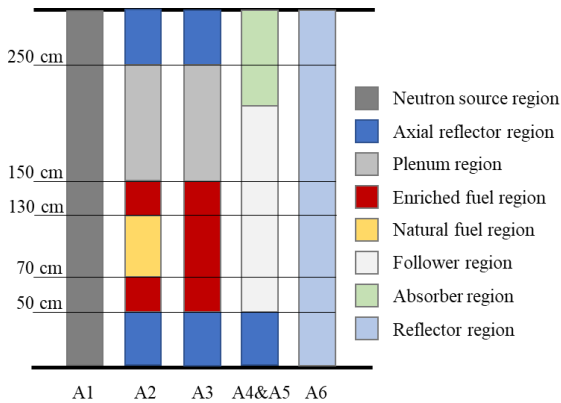 250 cm
150 cm
130 cm
70 cm
50 cm
A1
A2
A3
A4&A5
A6
Neutron source region
Axial reflector region
Plenum region
Enriched fuel region
Natural fuel region
Follower region
Absorber region
Reflector region